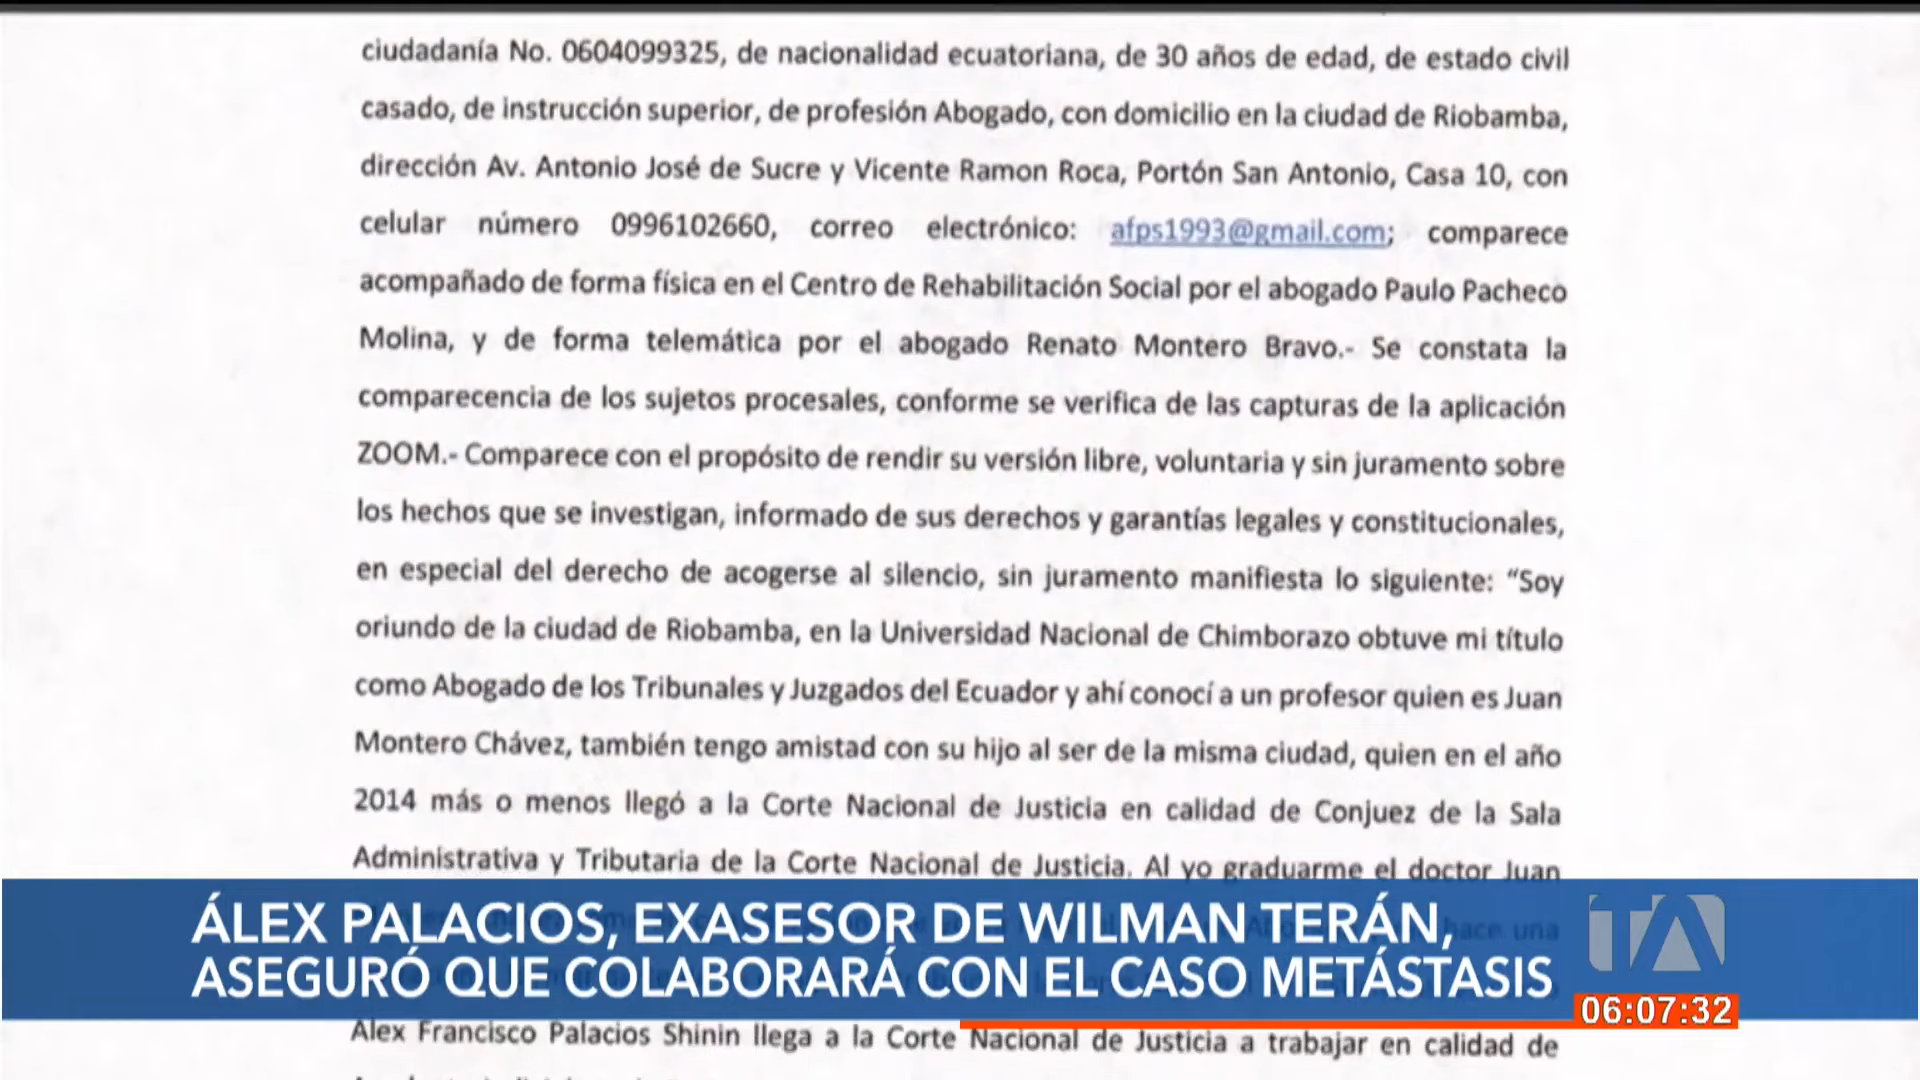 ciudadanía No. 0604099325, de nacionalidad ecuatoriana, de 30 años de edad, de estado civil
casado, de instrucción superior, de profesión Abogado, con domicilio en la ciudad de Riobamba,
dirección Av. Antonio José de Sucre y Vicente Ramon Roca, Portón San Antonio, Casa 10, con
celular número 0996102660, correo electrónico: afps1993@gmail.com; comparece
acompañado de forma física en el Centro de Rehabilitación Social por el abogado Paulo Pacheco
Molina, y de forma telemática por el abogado Renato Montero Bravo.- Se constata la
comparecencia de los sujetos procesales, conforme se verifica de las capturas de la aplicación
ZOOM.- Comparece con el propósito de rendir su versión libre, voluntaria y sin juramento sobre
los hechos que se investigan, informado de sus derechos y garantías legales y constitucionales,
en especial del derecho de acogerse al silencio, sin juramento manifiesta lo siguiente: “Soy
oriundo de la ciudad de Riobamba, en la Universidad Nacional de Chimborazo obtuve mi título
como Abogado de los Tribunales y Juzgados del Ecuador y ahí conocí a un profesor quien es Juan
Montero Chávez, también tengo amistad con su hijo al ser de la misma ciudad, quien en el año
2014 más o menos llegó a la Corte Nacional de Justicia en calidad de Conjuez de la Sala
Administrativa y Tributaria de la Corte Nacional de Justicia. Al yo graduarme el doctor Juan
hace una
ÁLEX PALACIOS, EXASESOR DE WILMAN TERÁN,
ASEGURÓ QUE COLABORARÁ CON EL CASO METÁSTASIS
TA
06:07:32
Alex Francisco Palacios Shinin llega a la Corte Nacional de Justicia a trabajar en calidad de